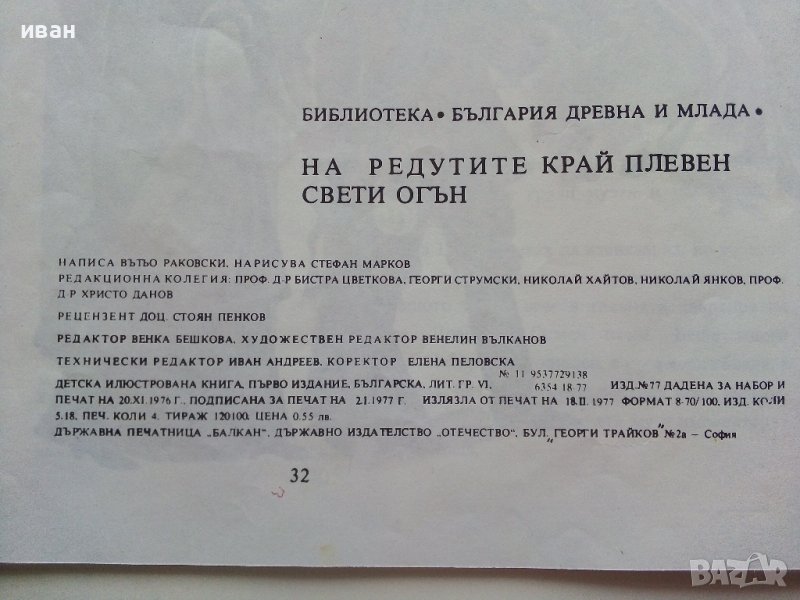 иван
БИБЛИОТЕКА • БЪЛГАРИЯ ДРЕВНА И МЛАДА •
НА РЕДУТИТЕ КРАЙ ПЛЕВЕН
СВЕТИ ОГЪН
НАПИСА ВЪТЬО РАКОВСКИ, НАРИСУВА СТЕФАН МАРКОВ
РЕДАКЦИОННА КОЛЕГИЯ: ПРОФ. Д-Р БИСТРА ЦВЕТКОВА, ГЕОРГИ СТРУМСКИ, НИКОЛАЙ ХАЙТОВ, НИКОЛАЙ ЯНКОВ, ПРОФ.
Д-Р ХРИСТО ДАНОВ
РЕЦЕНЗЕНТ ДОЦ. СТОЯН ПЕНКОВ
РЕДАКТОР ВЕНКА БЕШКОВА, ХУДОЖЕСТВЕН РЕДАКТОР ВЕНЕЛИН ВЪЛКАНОВ
ТЕХНИЧЕСКИ РЕДАКТОР ИВАН АНДРЕЕВ, КОРЕКТОР ЕЛЕНА ПЕЛОВСКА
ДЕТСКА ИЛЮСТРОВАНА КНИГА, ПЪРВО ИЗДАНИЕ, БЪЛГАРСКА, ЛИТ. ГР. VI, № 11 9537729138 / 6354 18 77 ИЗД. №77 ДАДЕНА ЗА НАБОР И
ПЕЧАТ НА 20.XI.1976 Г., ПОДПИСАНА ЗА ПЕЧАТ НА 2.I.1977 Г. ИЗЛЯЗЛА ОТ ПЕЧАТ НА 18.II.1977 ФОРМАТ 8-70/100, ИЗД. КОЛИ
5.18, ПЕЧ. КОЛИ 4, ТИРАЖ 120100, ЦЕНА 0.55 лв.
ДЪРЖАВНА ПЕЧАТНИЦА „БАЛКАН", ДЪРЖАВНО ИЗДАТЕЛСТВО „ОТЕЧЕСТВО", БУЛ. „ГЕОРГИ ТРАЙКОВ" №2а – София
32
BAZAR